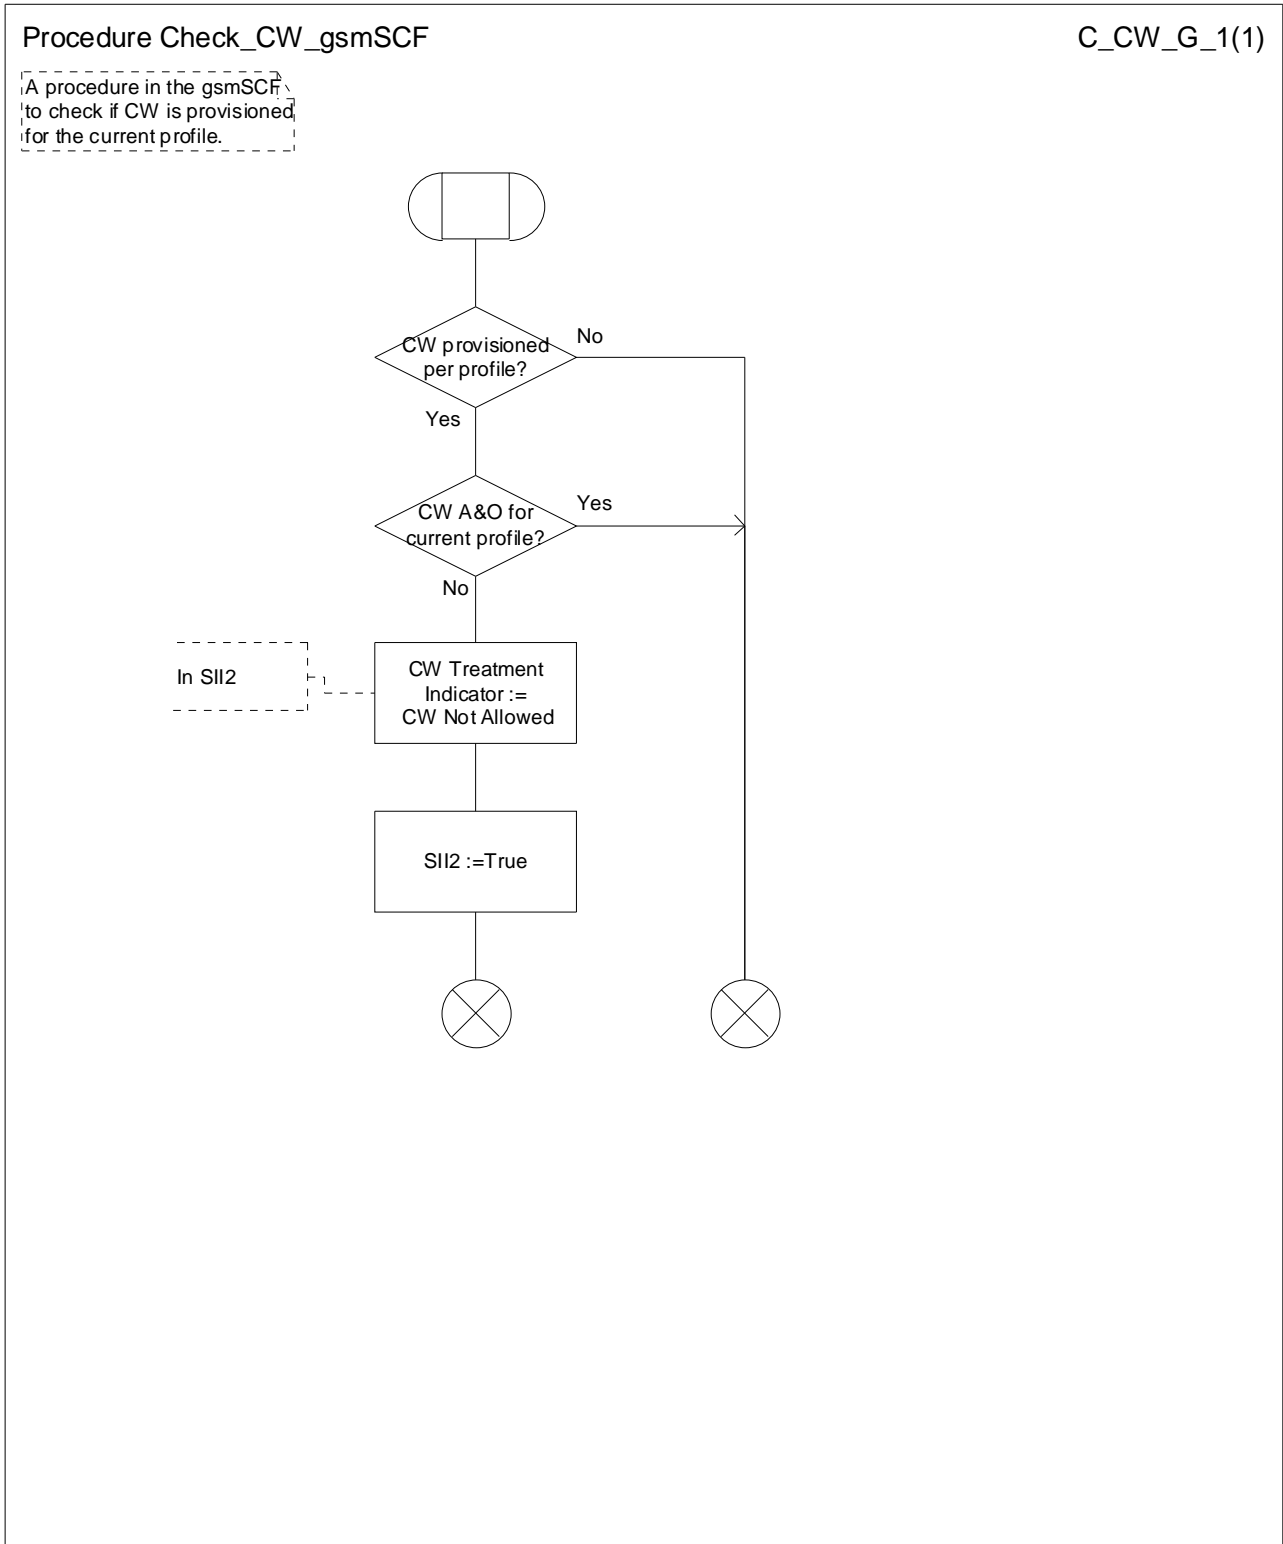 Procedure Check_CW_gsmSCF
C_CW_G_1(1)
A procedure in the gsmSCF
to check if CW is provisioned
for the current profile.
CW provisioned
per profile?
No
Yes
CW A&O for
current profile?
Yes
No
In SII2
CW Treatment
Indicator :=
CW Not Allowed
SII2 :=True